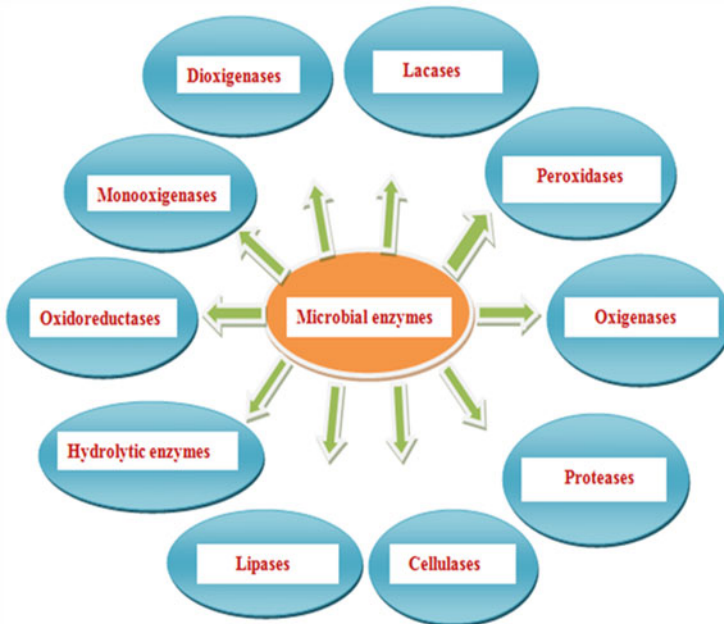 Dioxigenases
Lacases
Monooxigenases
Peroxidases
Oxidoreductases
Microbial enzymes
Oxigenases
Hydrolytic enzymes
Proteases
Lipases
Cellulases